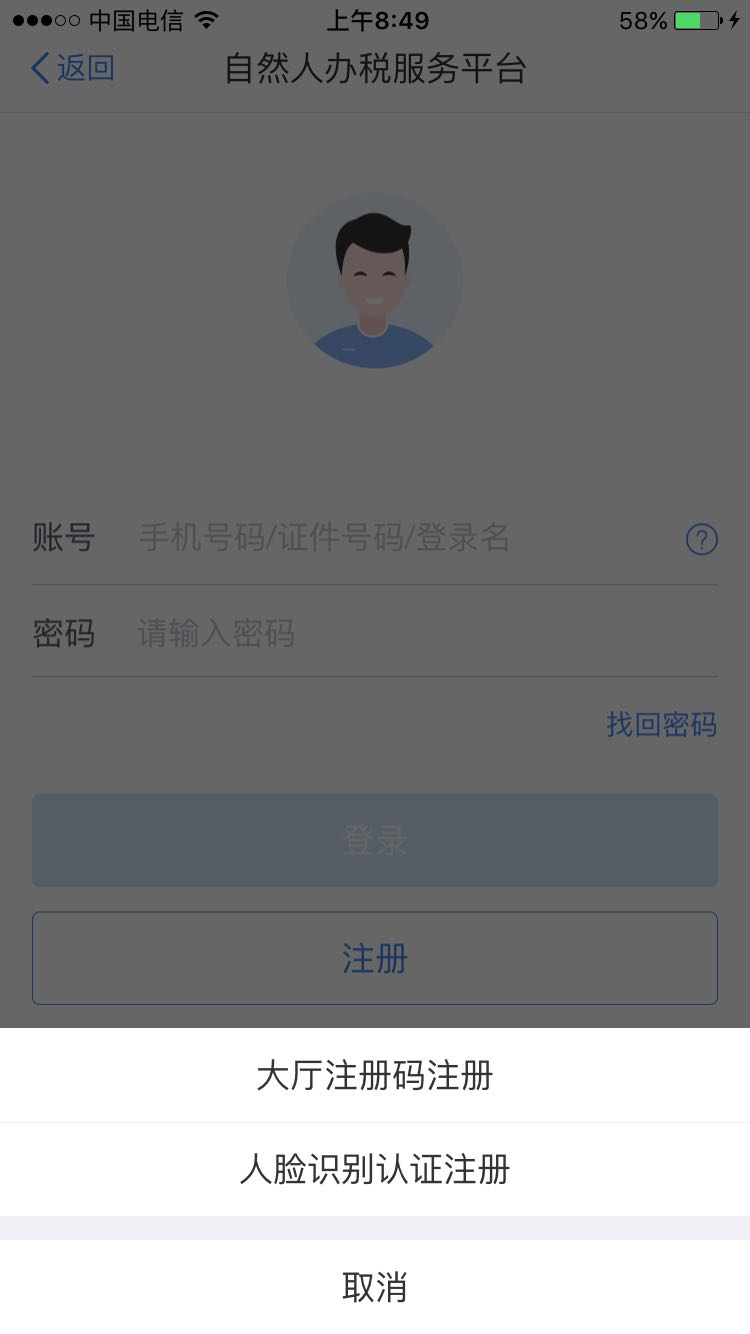 中国电信 上午8:49 58%
返回 自然人办税服务平台
账号 手机号码/证件号码/登录名 ?
密码 请输入密码
找回密码
登录
注册
大厅注册码注册
人脸识别认证注册
取消